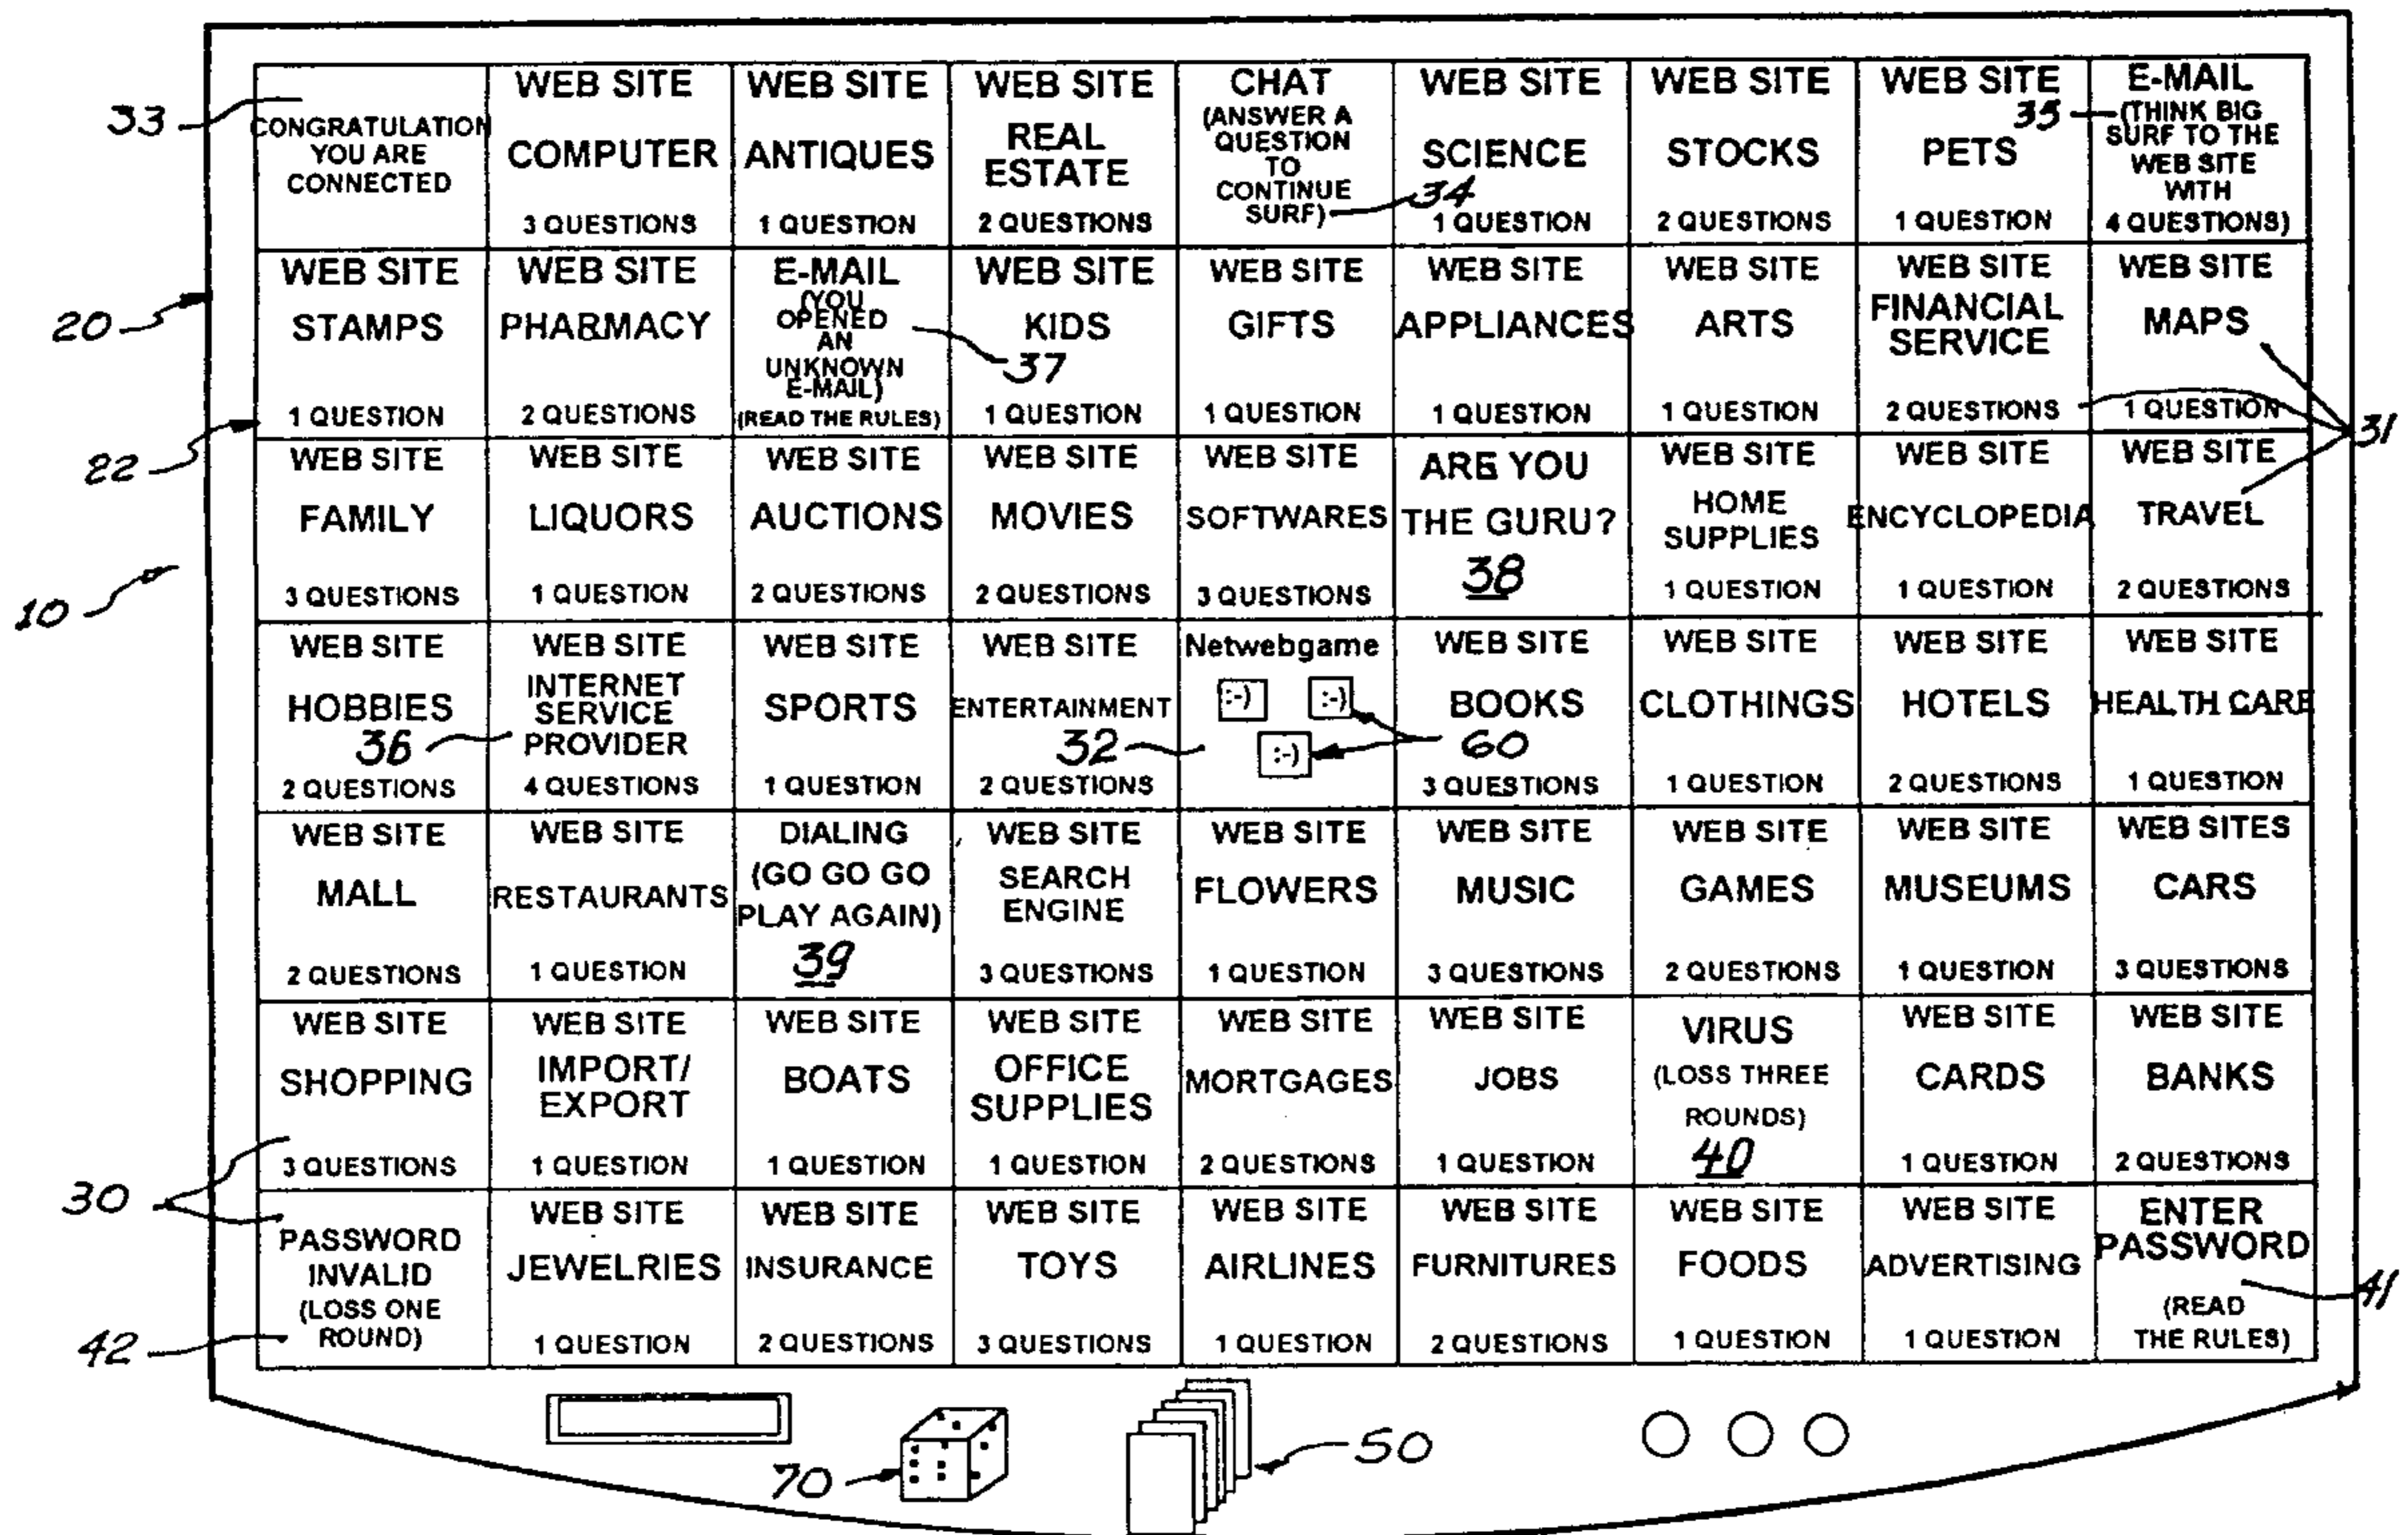 33
CONGRATULATION
YOU ARE
CONNECTED
WEB SITE
COMPUTER
3 QUESTIONS
WEB SITE
ANTIQUES
1 QUESTION
WEB SITE
REAL
ESTATE
2 QUESTIONS
CHAT
(ANSWER A
QUESTION
TO
CONTINUE
SURF)
34
WEB SITE
SCIENCE
1 QUESTION
WEB SITE
STOCKS
2 QUESTIONS
WEB SITE
PETS
1 QUESTION
35
E-MAIL
(THINK BIG
SURF TO THE
WEB SITE
WITH
4 QUESTIONS)
20
22
WEB SITE
STAMPS
1 QUESTION
WEB SITE
PHARMACY
2 QUESTIONS
E-MAIL
(YOU
OPENED
AN
UNKNOWN
E-MAIL)
(READ THE RULES)
37
WEB SITE
KIDS
1 QUESTION
WEB SITE
GIFTS
1 QUESTION
WEB SITE
APPLIANCES
1 QUESTION
WEB SITE
ARTS
1 QUESTION
WEB SITE
FINANCIAL
SERVICE
2 QUESTIONS
WEB SITE
MAPS
1 QUESTION
31
10
WEB SITE
FAMILY
3 QUESTIONS
WEB SITE
LIQUORS
1 QUESTION
WEB SITE
AUCTIONS
2 QUESTIONS
WEB SITE
MOVIES
2 QUESTIONS
WEB SITE
SOFTWARES
3 QUESTIONS
ARE YOU
THE GURU?
38
WEB SITE
HOME
SUPPLIES
1 QUESTION
WEB SITE
ENCYCLOPEDIA
1 QUESTION
WEB SITE
TRAVEL
2 QUESTIONS
WEB SITE
HOBBIES
36
2 QUESTIONS
WEB SITE
INTERNET
SERVICE
PROVIDER
4 QUESTIONS
WEB SITE
SPORTS
1 QUESTION
WEB SITE
ENTERTAINMENT
32
2 QUESTIONS
Netwebgame
:-) :-)
:-)
WEB SITE
BOOKS
60
3 QUESTIONS
WEB SITE
CLOTHINGS
1 QUESTION
WEB SITE
HOTELS
2 QUESTIONS
WEB SITE
HEALTH CARE
1 QUESTION
WEB SITE
MALL
2 QUESTIONS
WEB SITE
RESTAURANTS
1 QUESTION
DIALING
(GO GO GO
PLAY AGAIN)
39
WEB SITE
SEARCH
ENGINE
3 QUESTIONS
WEB SITE
FLOWERS
1 QUESTION
WEB SITE
MUSIC
3 QUESTIONS
WEB SITE
GAMES
2 QUESTIONS
WEB SITE
MUSEUMS
1 QUESTION
WEB SITES
CARS
3 QUESTIONS
30
WEB SITE
SHOPPING
3 QUESTIONS
WEB SITE
IMPORT/
EXPORT
1 QUESTION
WEB SITE
BOATS
1 QUESTION
WEB SITE
OFFICE
SUPPLIES
1 QUESTION
WEB SITE
MORTGAGES
2 QUESTIONS
WEB SITE
JOBS
1 QUESTION
VIRUS
(LOSS THREE
ROUNDS)
40
WEB SITE
CARDS
1 QUESTION
WEB SITE
BANKS
2 QUESTIONS
42
PASSWORD
INVALID
(LOSS ONE
ROUND)
WEB SITE
JEWELRIES
1 QUESTION
WEB SITE
INSURANCE
2 QUESTIONS
WEB SITE
TOYS
3 QUESTIONS
WEB SITE
AIRLINES
1 QUESTION
WEB SITE
FURNITURES
2 QUESTIONS
WEB SITE
FOODS
1 QUESTION
WEB SITE
ADVERTISING
1 QUESTION
ENTER
PASSWORD
(READ
THE RULES)
41
70
50